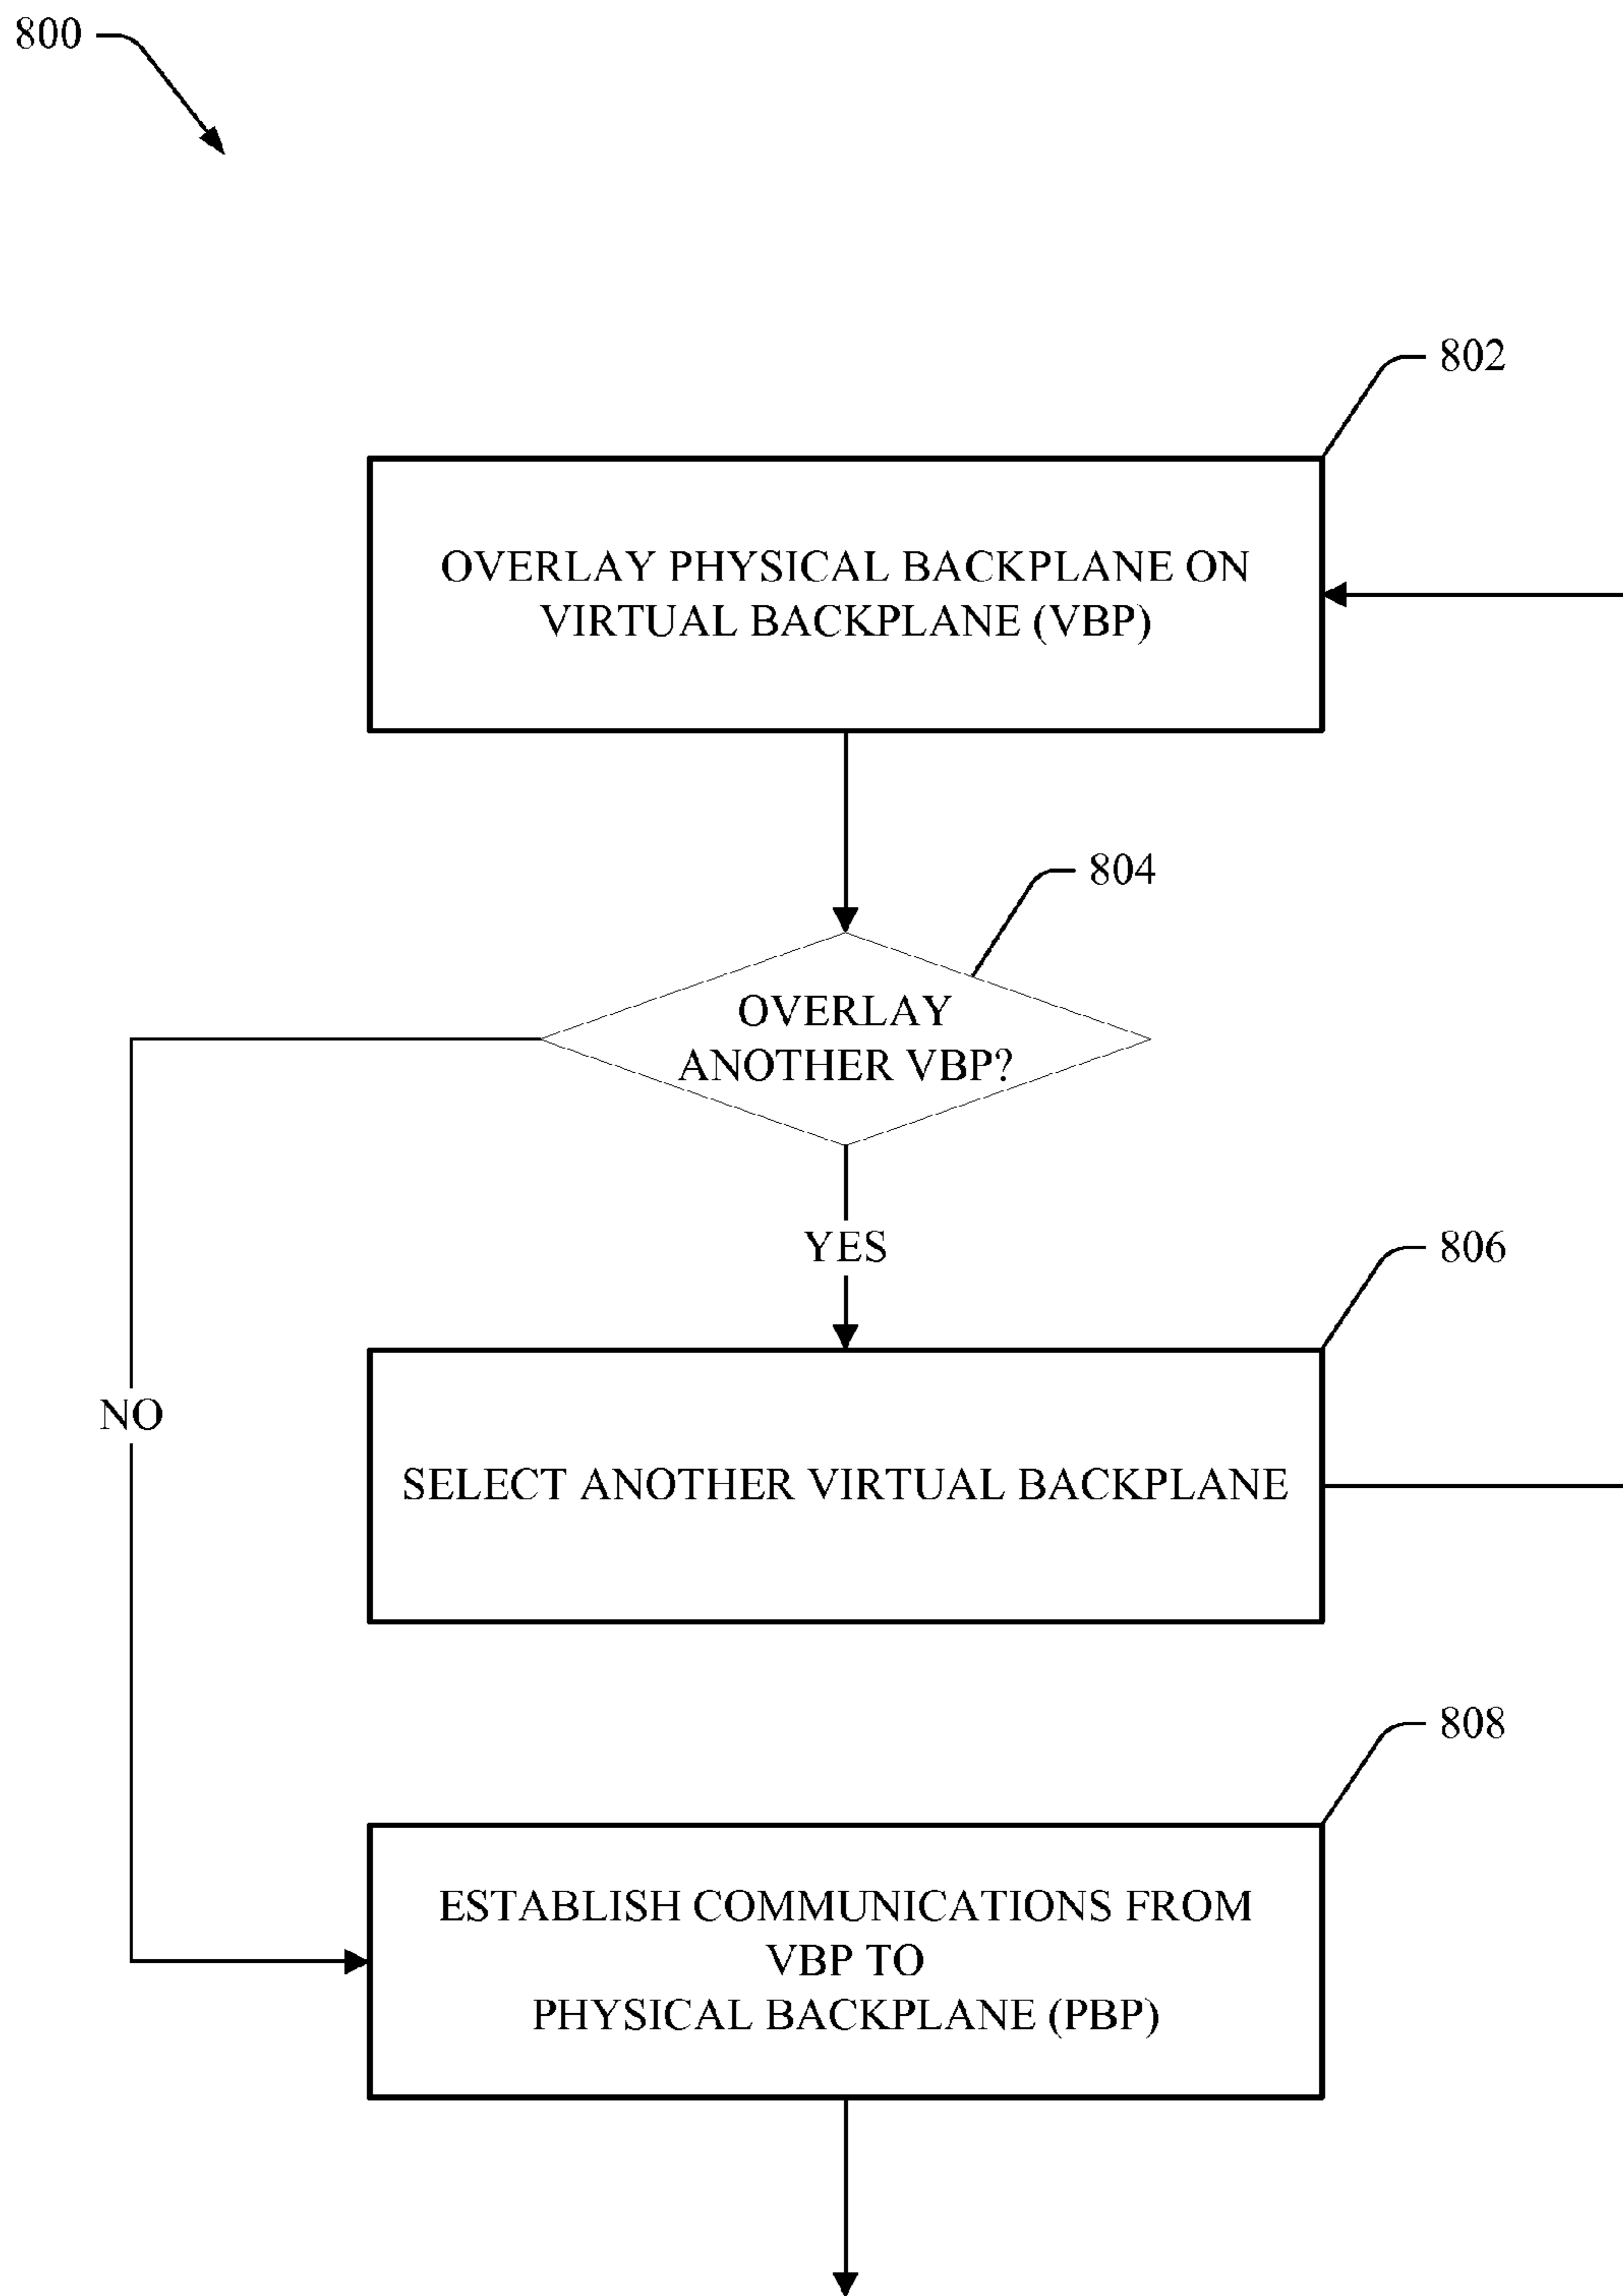 800
802
OVERLAY PHYSICAL BACKPLANE ON
VIRTUAL BACKPLANE (VBP)
804
OVERLAY
ANOTHER VBP?
YES
806
NO
SELECT ANOTHER VIRTUAL BACKPLANE
808
ESTABLISH COMMUNICATIONS FROM
VBP TO
PHYSICAL BACKPLANE (PBP)